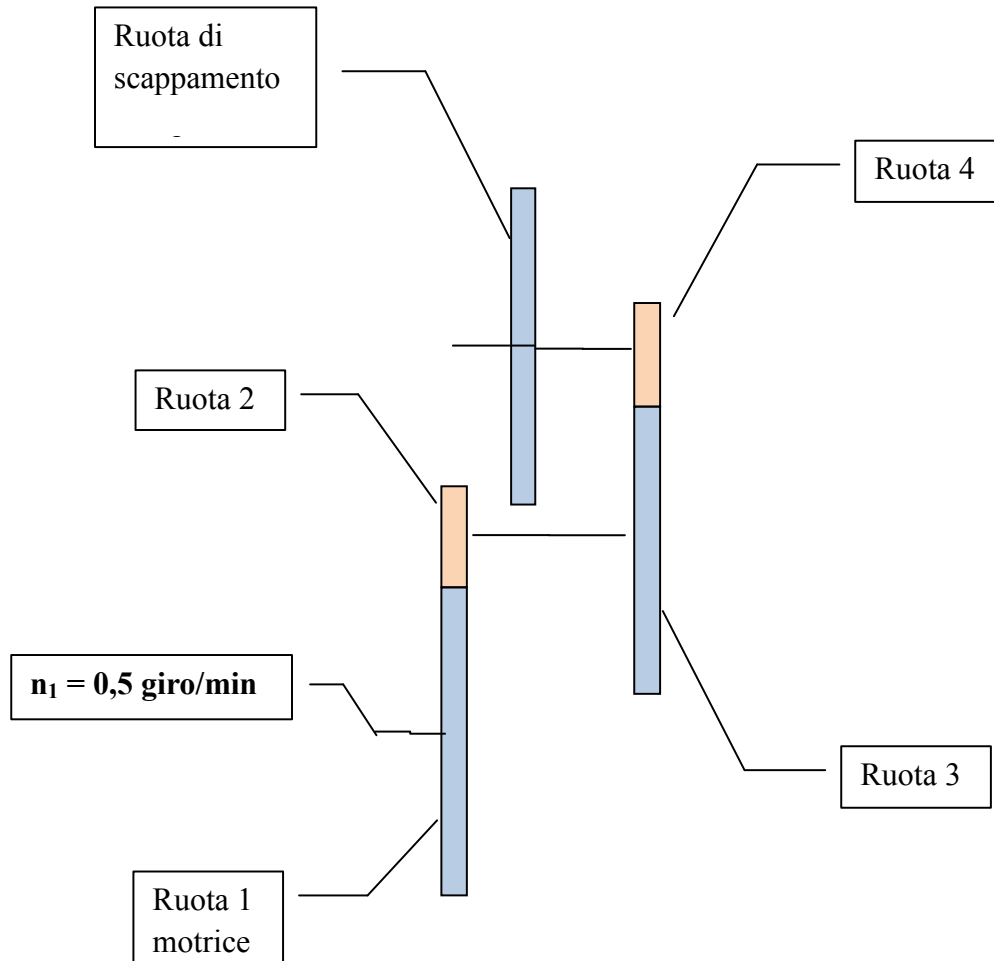 Ruota di
scappamento
Ruota 4
Ruota 2
n₁ = 0,5 giro/min
Ruota 3
Ruota 1
motrice